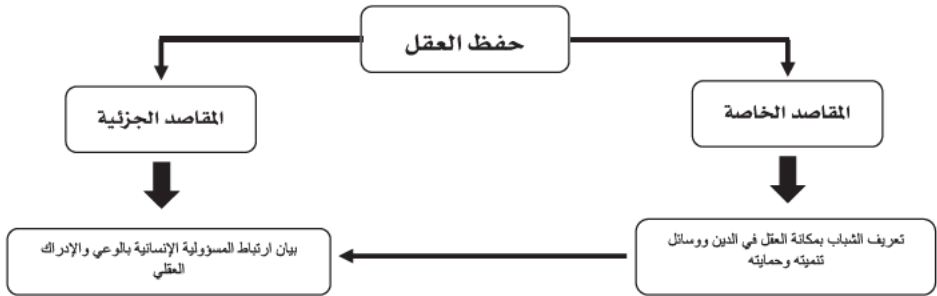 حفظ العقل
المقاصد الخاصة
المقاصد الجزئية
تعريف الشباب بمكانة العقل في الدين ووسائل
تنميته وحمايته
بيان ارتباط المسؤولية الإنسانية بالوعي والإدراك
العقلي